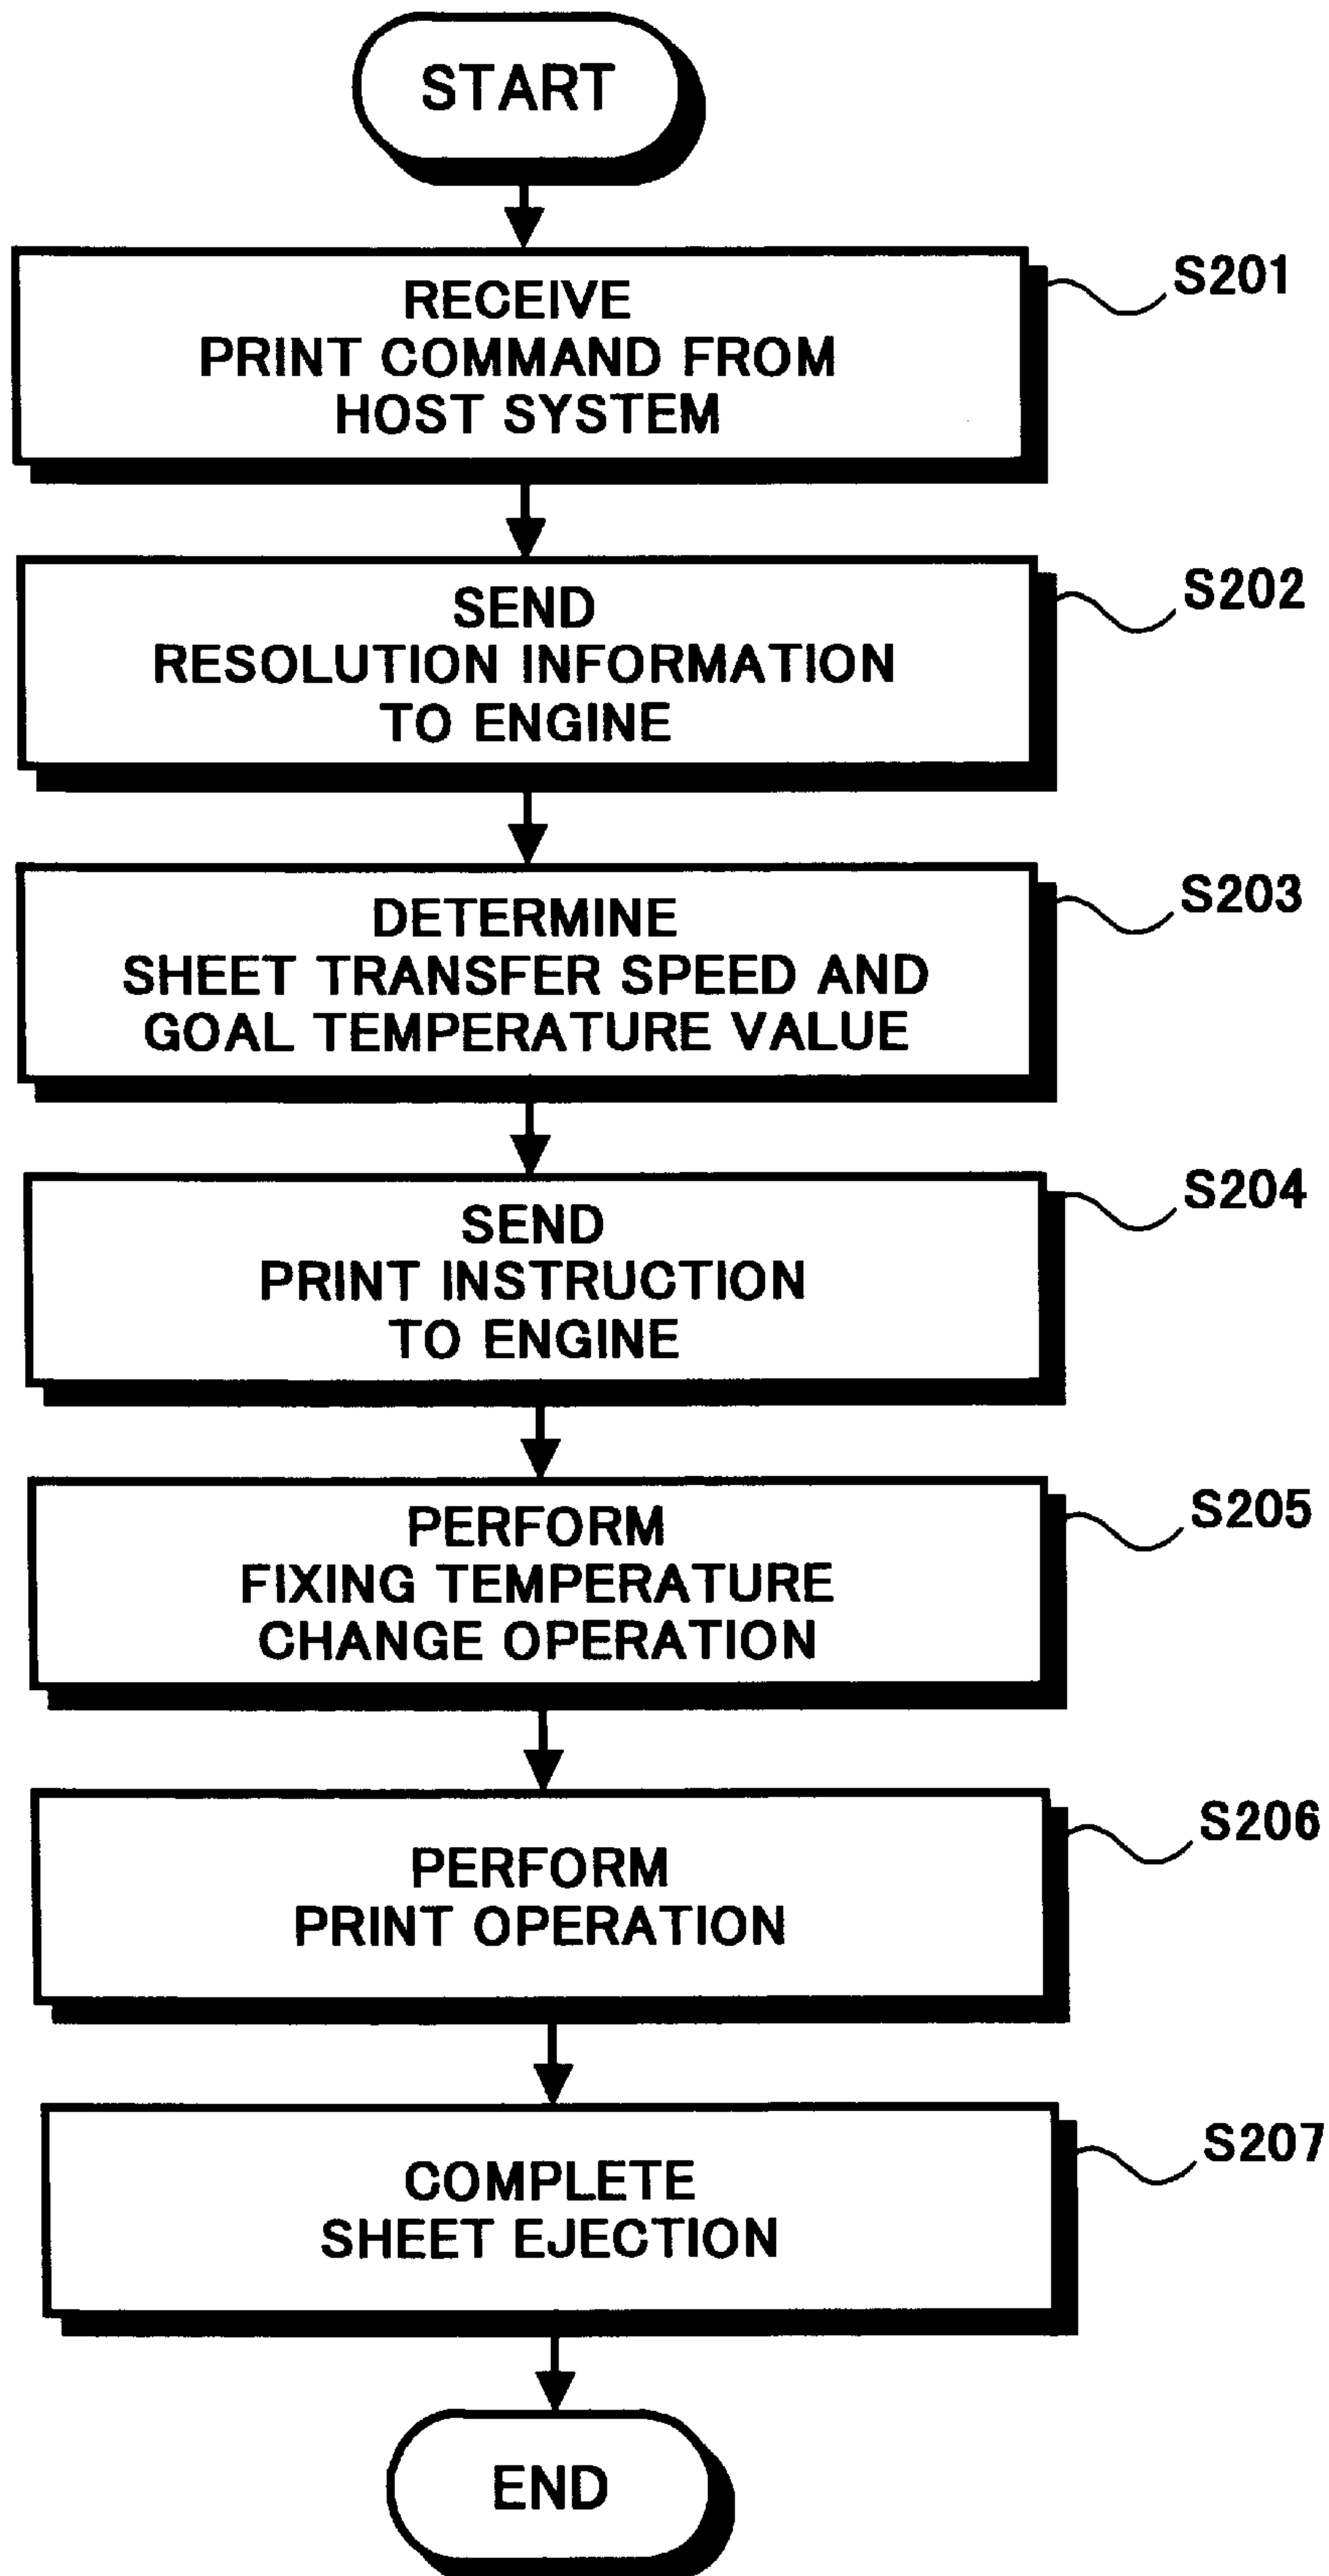 START
RECEIVE
PRINT COMMAND FROM
HOST SYSTEM
S201
SEND
RESOLUTION INFORMATION
TO ENGINE
S202
DETERMINE
SHEET TRANSFER SPEED AND
GOAL TEMPERATURE VALUE
S203
SEND
PRINT INSTRUCTION
TO ENGINE
S204
PERFORM
FIXING TEMPERATURE
CHANGE OPERATION
S205
PERFORM
PRINT OPERATION
S206
COMPLETE
SHEET EJECTION
S207
END